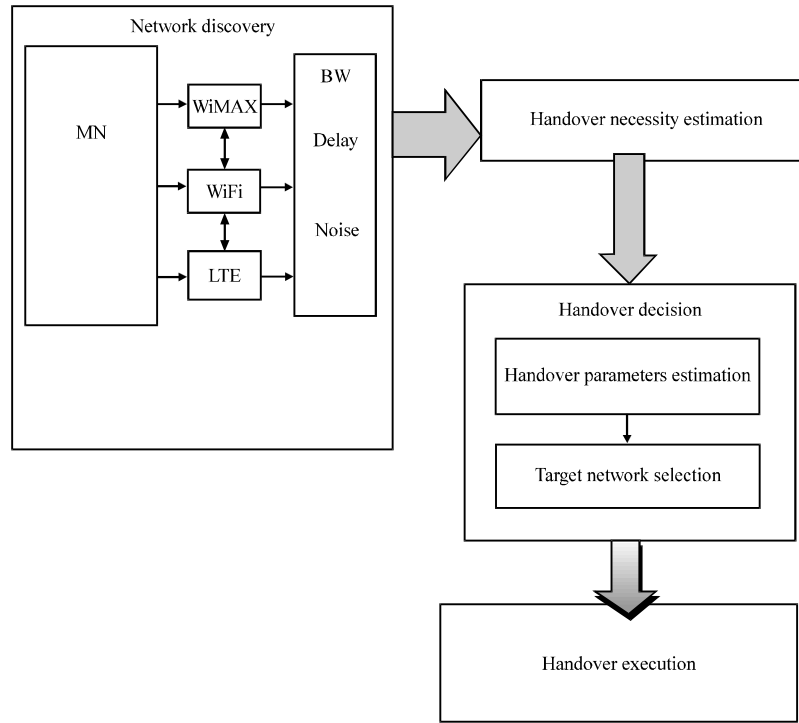 Network discovery
MN
WiMAX
WiFi
LTE
BW
Delay
Noise
Handover necessity estimation
Handover decision
Handover parameters estimation
Target network selection
Handover execution